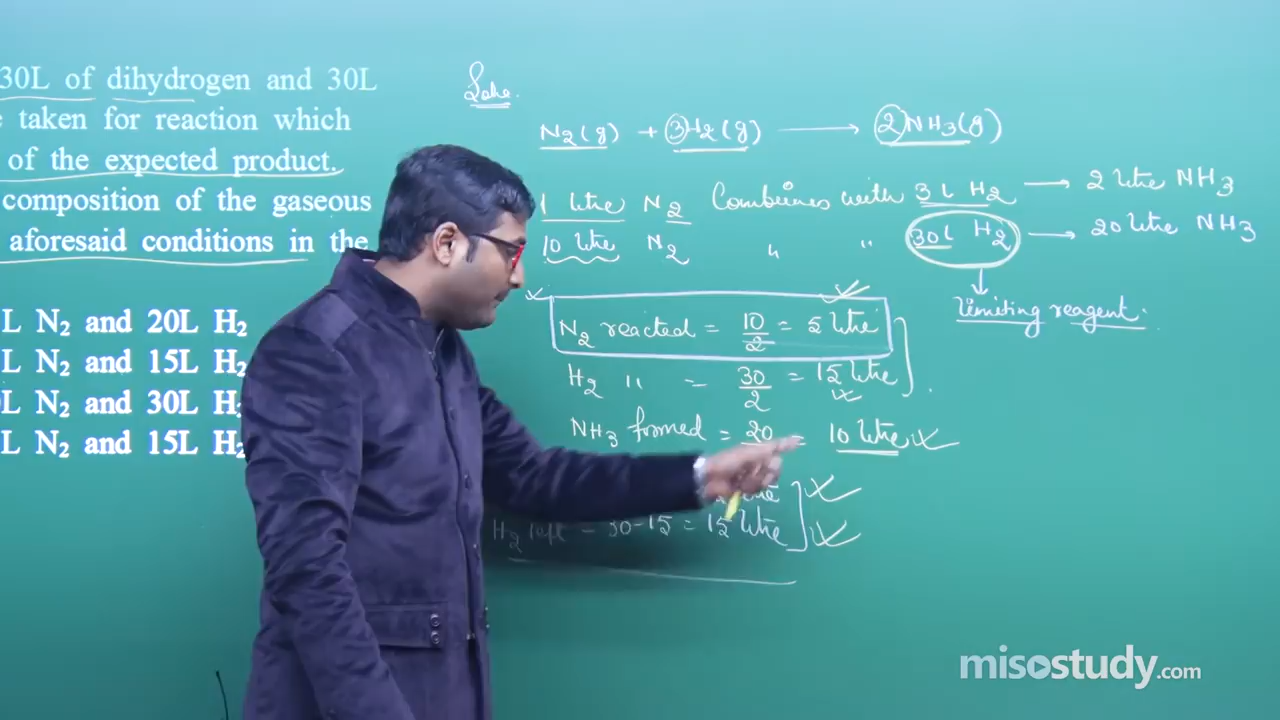 30L of dihydrogen and 30L
taken for reaction which
of the expected product.
composition of the gaseous
aforesaid conditions in the
L N₂ and 20L H₂
L N₂ and 15L H₂
L N₂ and 30L H₂
L N₂ and 15L H₂
Soln.
N₂(g) + 3H₂(g) → 2NH₃(g)
1 litre N₂ Combines with 3L H₂ → 2 litre NH₃
10 litre N₂ " " 30L H₂ → 20 litre NH₃
↓
limiting reagent.
N₂ reacted = 10/2 = 5 litre
H₂ " = 30/2 = 15 litre
NH₃ formed = 20 = 10 litre
litre
H₂ left = 30-15 = 15 litre
misostudy.com